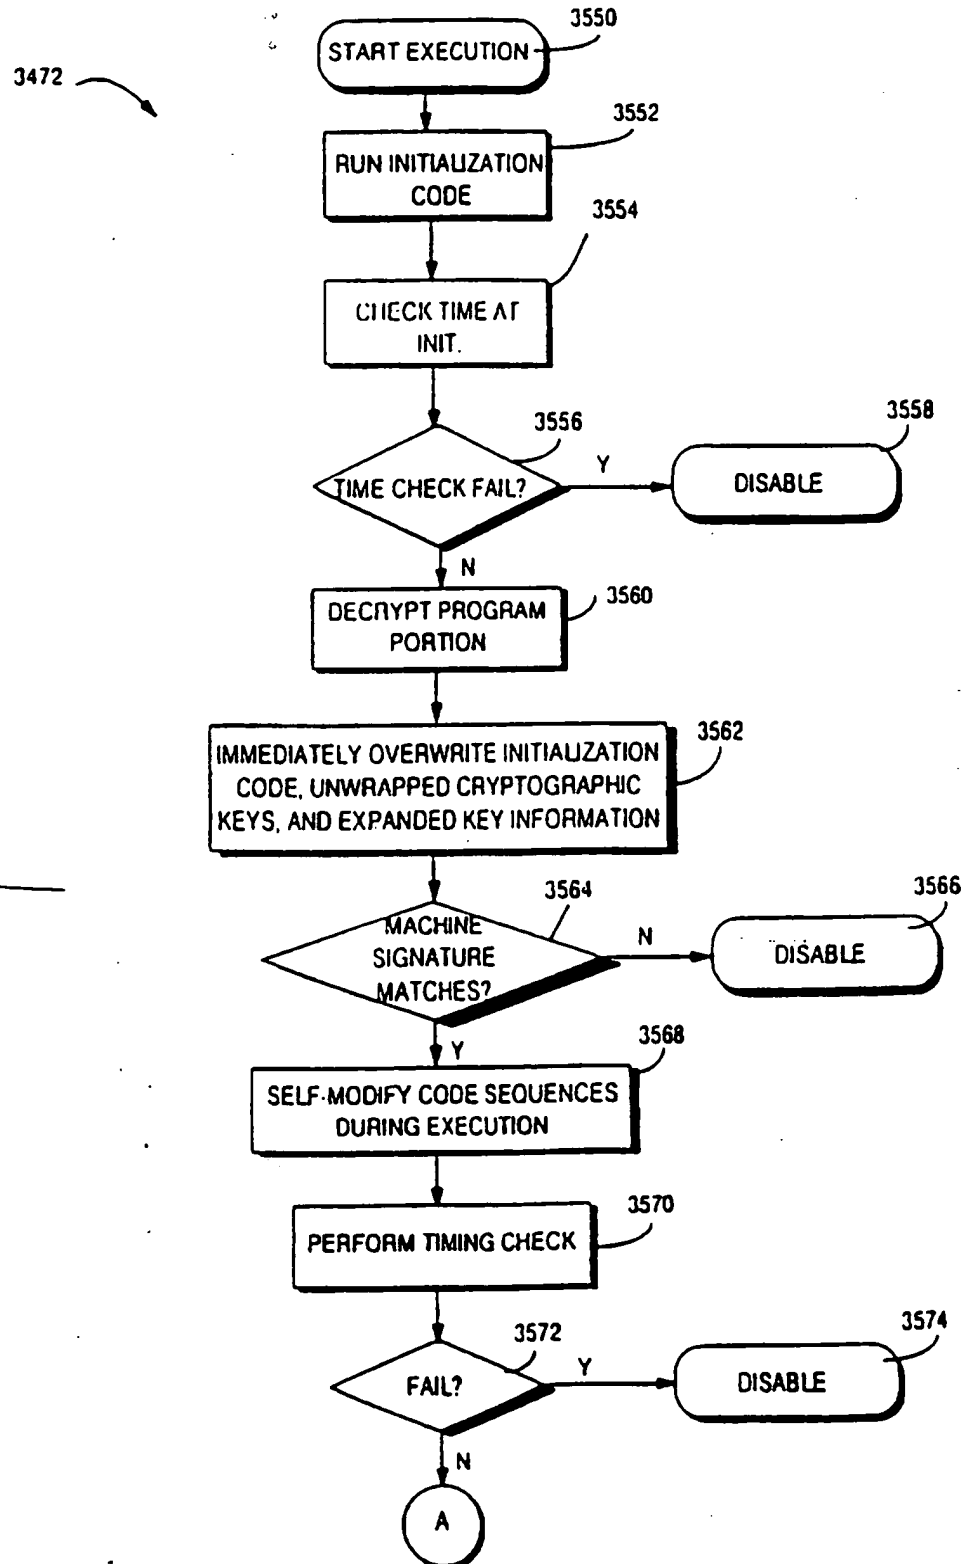 3550
START EXECUTION
3472
3552
RUN INITIALIZATION
CODE
3554
CHECK TIME AT
INIT.
3556
TIME CHECK FAIL?
Y
3558
DISABLE
N
3560
DECRYPT PROGRAM
PORTION
3562
IMMEDIATELY OVERWRITE INITIALIZATION
CODE, UNWRAPPED CRYPTOGRAPHIC
KEYS, AND EXPANDED KEY INFORMATION
3564
MACHINE
SIGNATURE
MATCHES?
N
3566
DISABLE
Y
3568
SELF-MODIFY CODE SEQUENCES
DURING EXECUTION
3570
PERFORM TIMING CHECK
3572
FAIL?
Y
3574
DISABLE
N
A